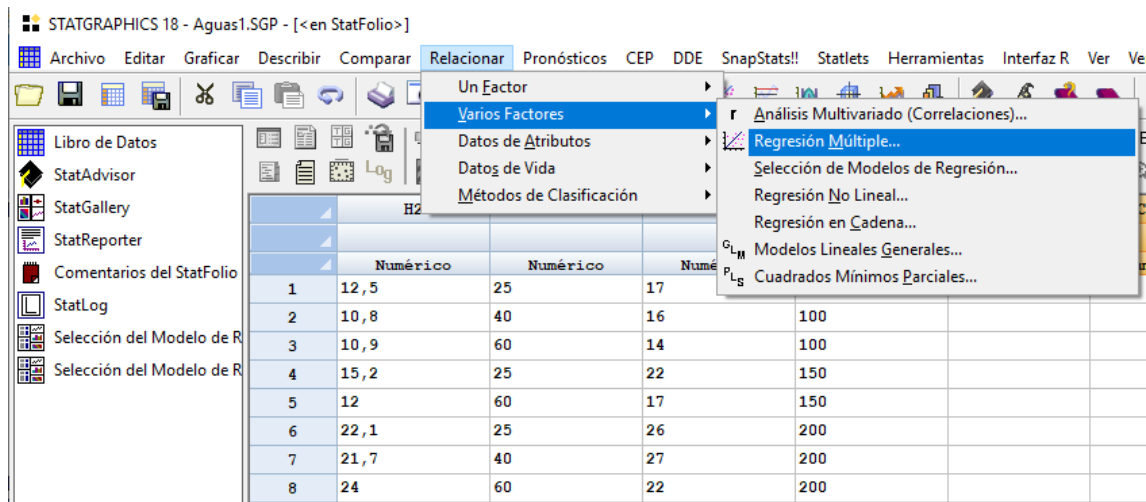 STATGRAPHICS 18 - Aguas1.SGP - [<en StatFolio>]
Archivo Editar Graficar Describir Comparar Relacionar Pronósticos CEP DDE SnapStats!! Statlets Herramientas Interfaz R Ver Ve
Un Factor
Varios Factores
Datos de Atributos
Datos de Vida
Métodos de Clasificación
r Análisis Multivariado (Correlaciones)...
Regresión Múltiple...
Selección de Modelos de Regresión...
Regresión No Lineal...
Regresión en Cadena...
GLM Modelos Lineales Generales...
PLS Cuadrados Mínimos Parciales...
Libro de Datos
StatAdvisor
StatGallery
StatReporter
Comentarios del StatFolio
StatLog
Selección del Modelo de R
Selección del Modelo de R
Log
H2
Numérico Numérico Numé
1 12,5 25 17
2 10,8 40 16 100
3 10,9 60 14 100
4 15,2 25 22 150
5 12 60 17 150
6 22,1 25 26 200
7 21,7 40 27 200
8 24 60 22 200